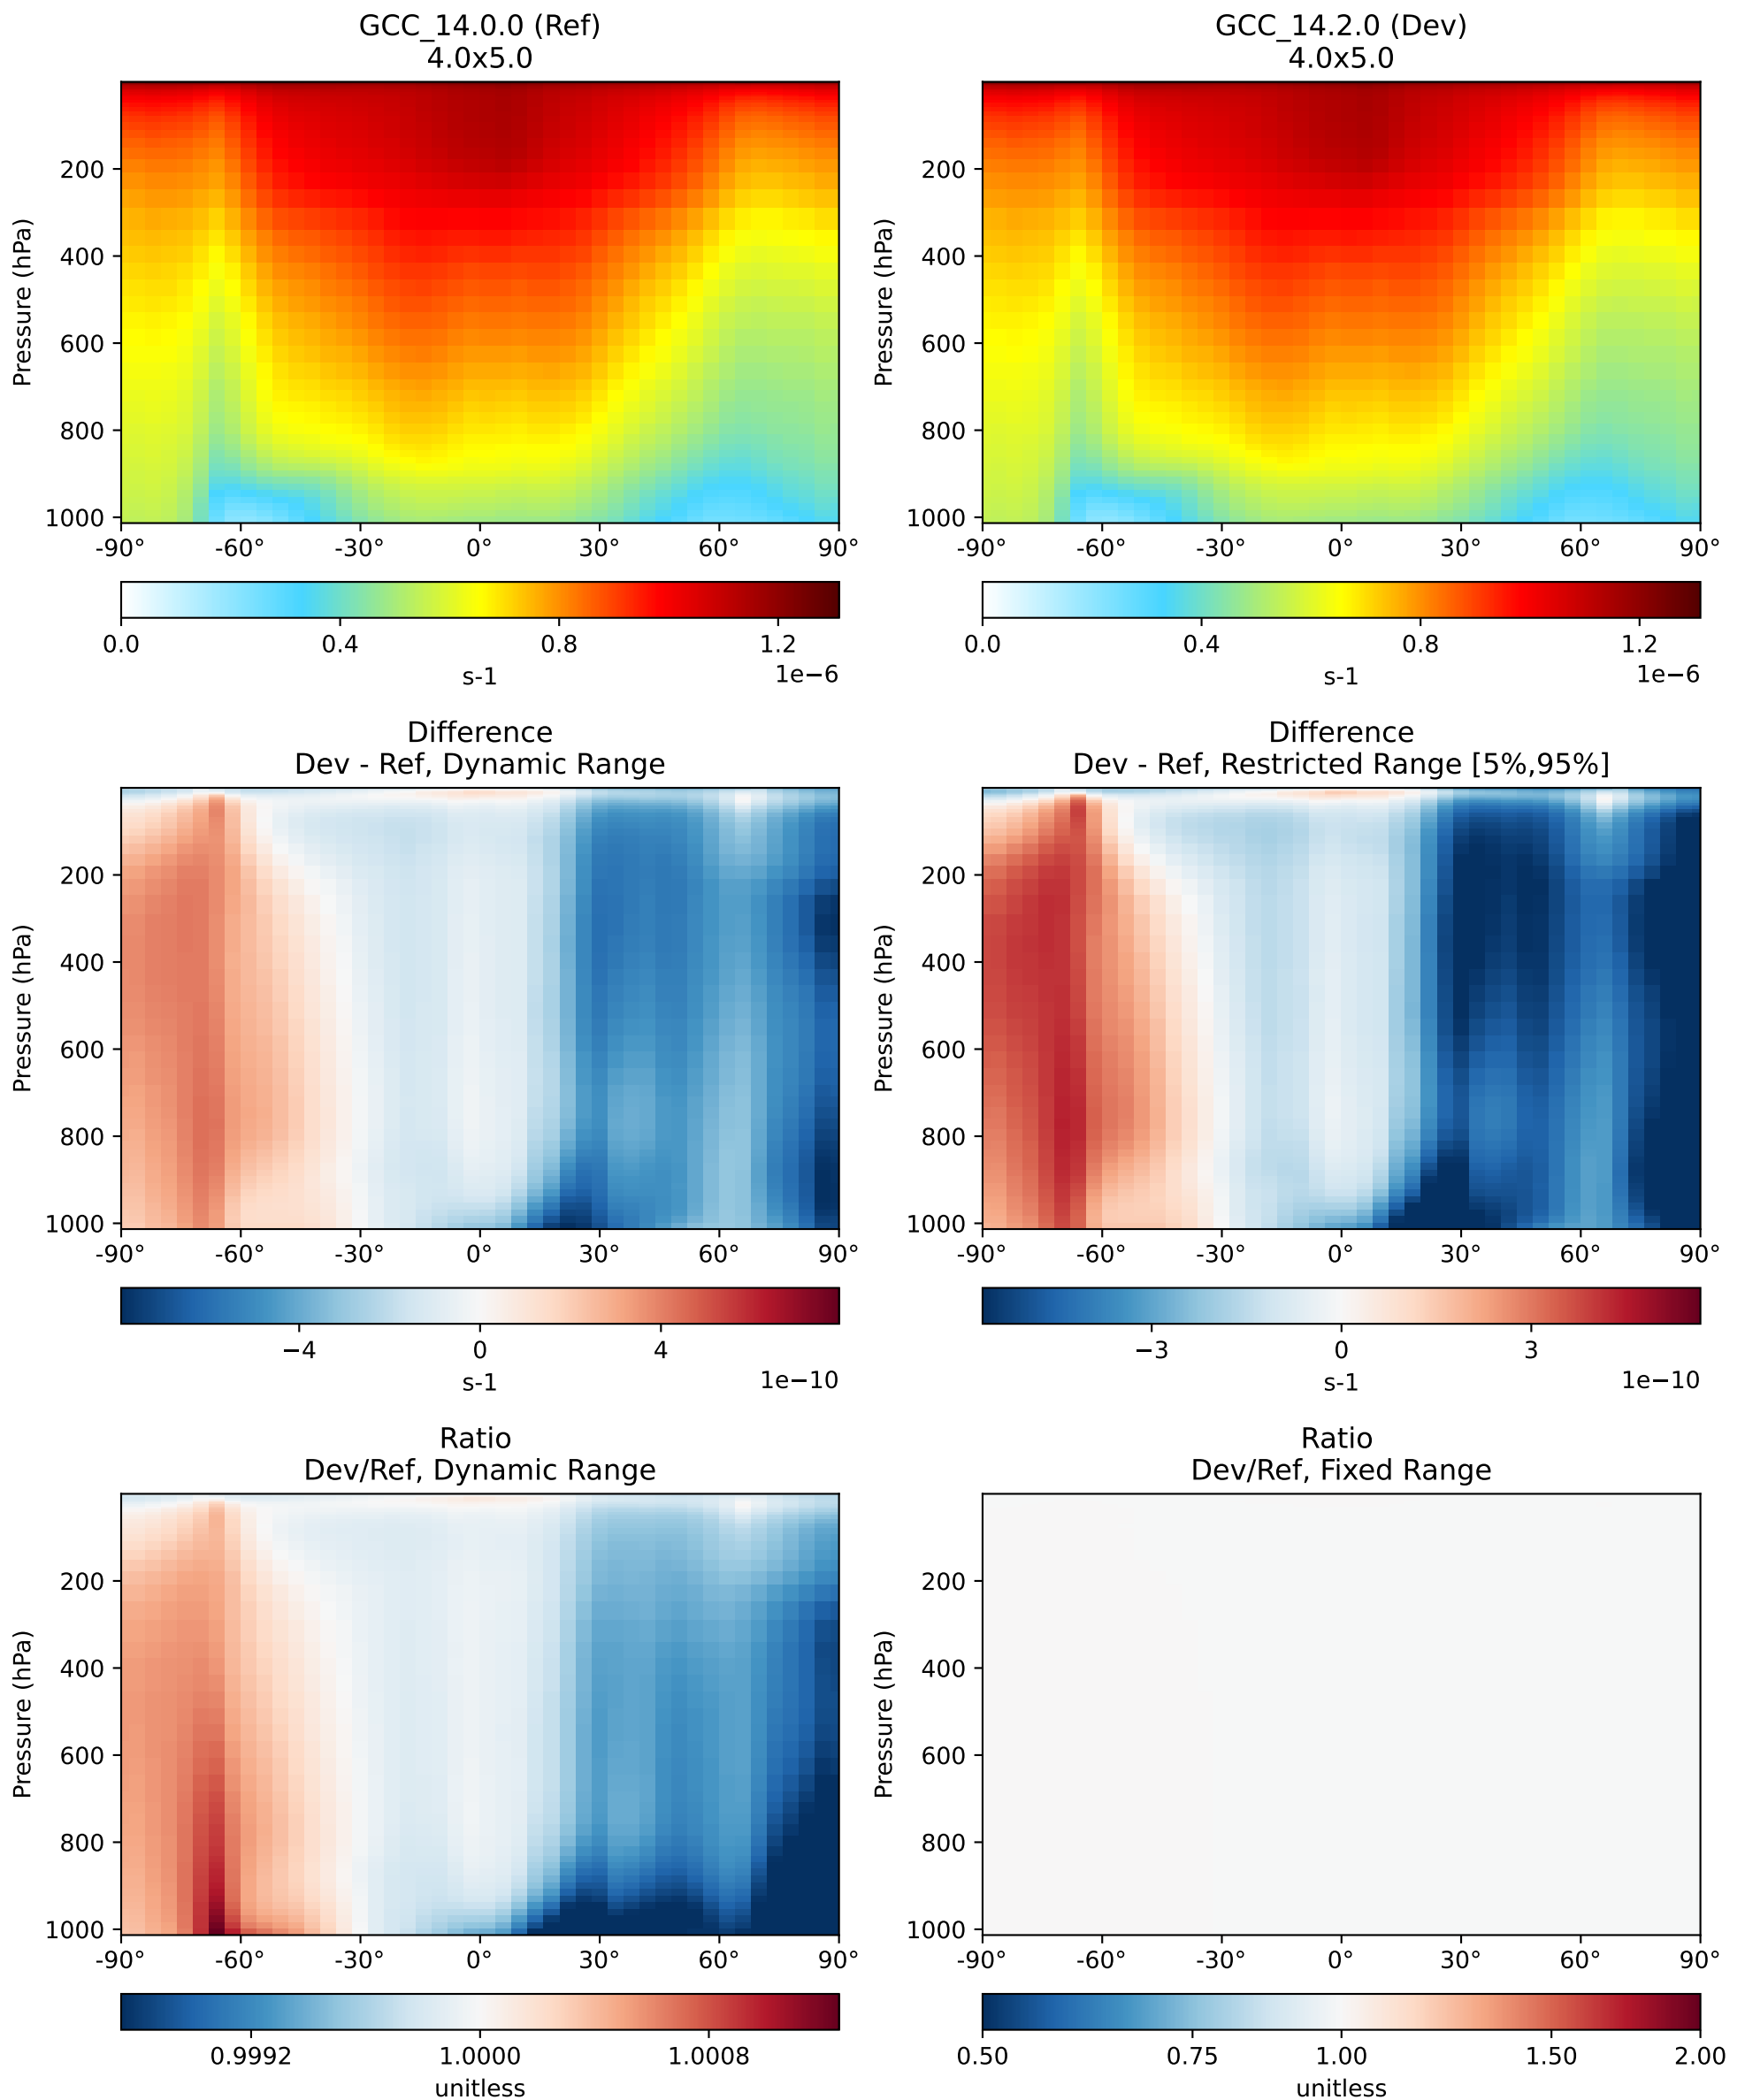 GCC_14.0.0 (Ref)
4.0x5.0
Pressure (hPa)
200
400
600
800
1000
-90° -60° -30° 0° 30° 60° 90°
0.0 0.4 0.8 1.2
s-1
1e−6
GCC_14.2.0 (Dev)
4.0x5.0
Pressure (hPa)
200
400
600
800
1000
-90° -60° -30° 0° 30° 60° 90°
0.0 0.4 0.8 1.2
s-1
1e−6
Difference
Dev - Ref, Dynamic Range
Pressure (hPa)
200
400
600
800
1000
-90° -60° -30° 0° 30° 60° 90°
−4 0 4
s-1
1e−10
Difference
Dev - Ref, Restricted Range [5%,95%]
Pressure (hPa)
200
400
600
800
1000
-90° -60° -30° 0° 30° 60° 90°
−3 0 3
s-1
1e−10
Ratio
Dev/Ref, Dynamic Range
Pressure (hPa)
200
400
600
800
1000
-90° -60° -30° 0° 30° 60° 90°
0.9992 1.0000 1.0008
unitless
Ratio
Dev/Ref, Fixed Range
Pressure (hPa)
200
400
600
800
1000
-90° -60° -30° 0° 30° 60° 90°
0.50 0.75 1.00 1.50 2.00
unitless